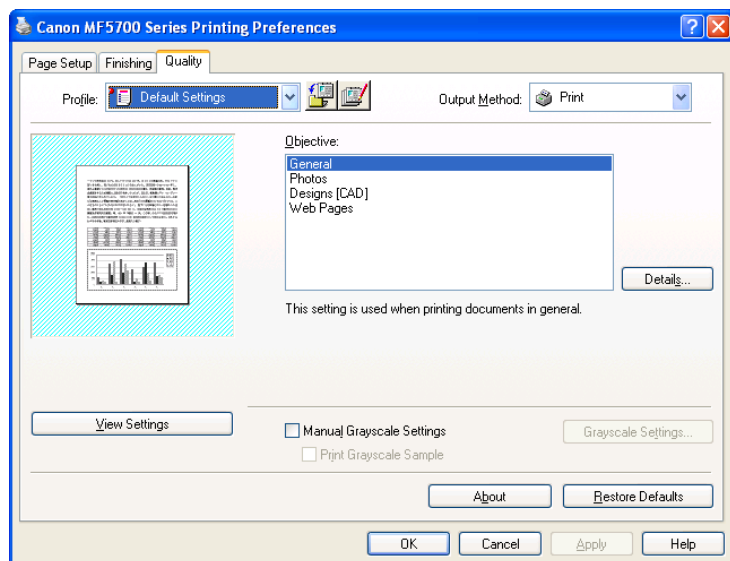 Canon MF5700 Series Printing Preferences
Page Setup Finishing Quality
Profile: Default Settings
Output Method: Print
Objective:
General
Photos
Designs [CAD]
Web Pages
Details...
This setting is used when printing documents in general.
View Settings
Manual Grayscale Settings
Grayscale Settings...
Print Grayscale Sample
About
Restore Defaults
OK Cancel Apply Help